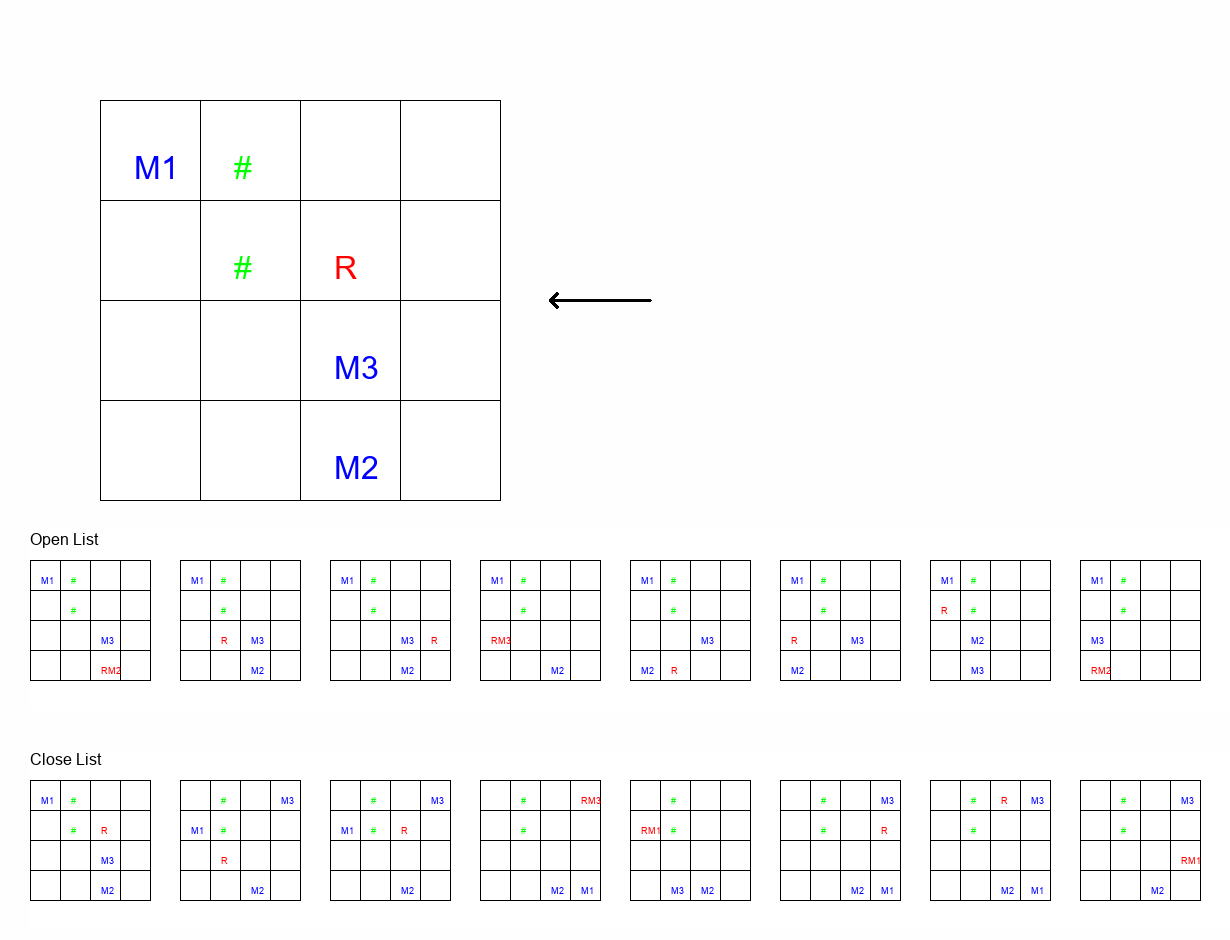 M1 #
# R
M3
M2
Open List
M1 # M1 # M1 # M1 # M1 # M1 # M1 # M1 #
# # # # # # R # #
M3 R M3 M3 R RM3 M3 R M3 M2 M3
RM2 M2 M2 M2 M2 R M2 M3 RM2
Close List
M1 # # M3 # M3 # RM3 # # M3 # R M3 # M3
# R M1 # M1 # R # RM1 # # R # #
M3 R RM1
M2 M2 M2 M2 M1 M3 M2 M2 M1 M2 M1 M2